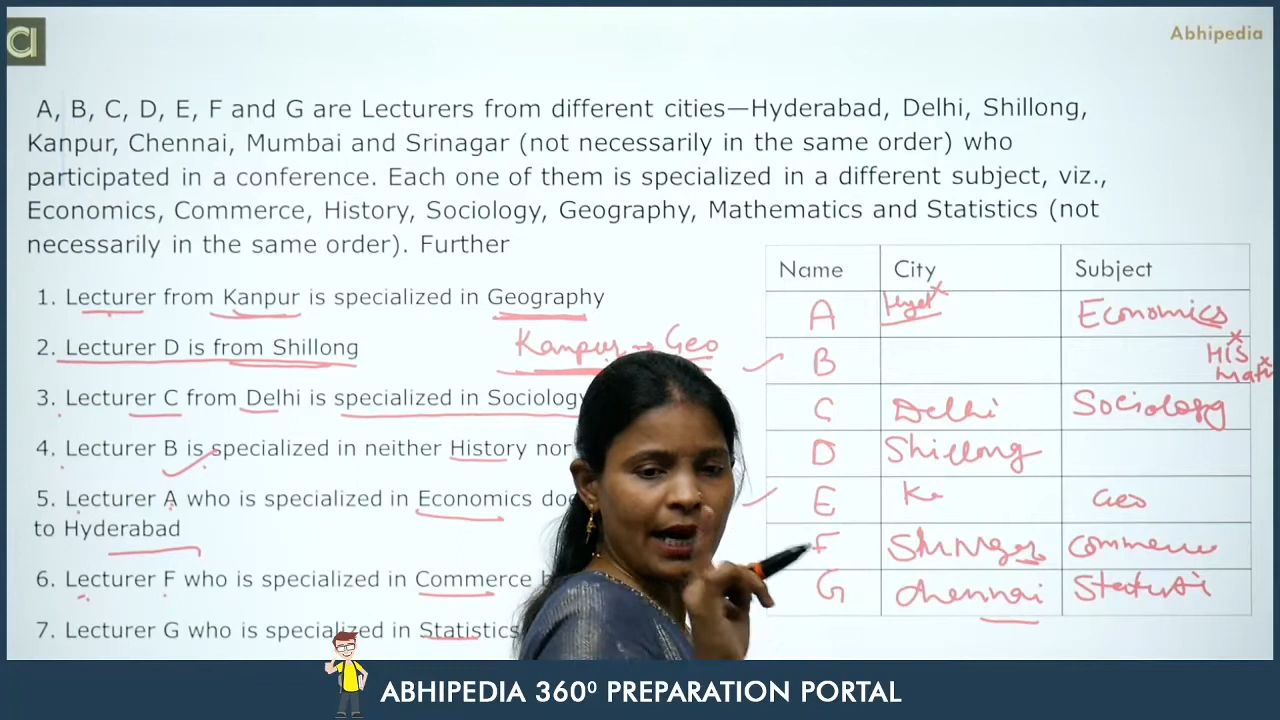 a
Abhipedia
A, B, C, D, E, F and G are Lecturers from different cities—Hyderabad, Delhi, Shillong,
Kanpur, Chennai, Mumbai and Srinagar (not necessarily in the same order) who
participated in a conference. Each one of them is specialized in a different subject, viz.,
Economics, Commerce, History, Sociology, Geography, Mathematics and Statistics (not
necessarily in the same order). Further
1. Lecturer from Kanpur is specialized in Geography
2. Lecturer D is from Shillong
Kanpur → Geo
3. Lecturer C from Delhi is specialized in Sociology
4. Lecturer B is specialized in neither History nor
5. Lecturer A who is specialized in Economics
to Hyderabad
6. Lecturer F who is specialized in Commerce
7. Lecturer G who is specialized in Statistics
Name City Subject
A Hyd x Economics
B x HIS x
C Delhi Sociology
D Shillong
E Ka Geo
F Commerce
G Chennai
ABHIPEDIA 360⁰ PREPARATION PORTAL